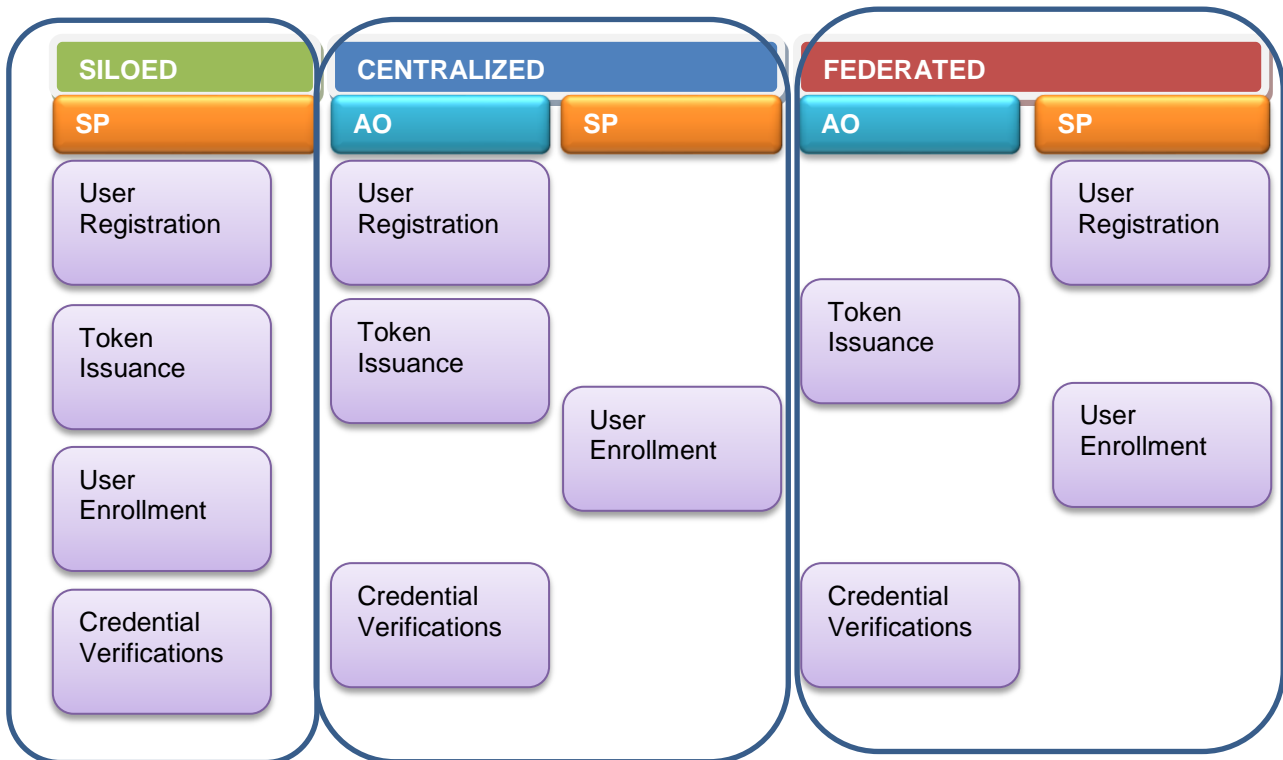 SILOED
SP
User
Registration
Token
Issuance
User
Enrollment
Credential
Verifications
CENTRALIZED
AO
SP
User
Registration
Token
Issuance
User
Enrollment
Credential
Verifications
FEDERATED
AO
SP
User
Registration
Token
Issuance
User
Enrollment
Credential
Verifications